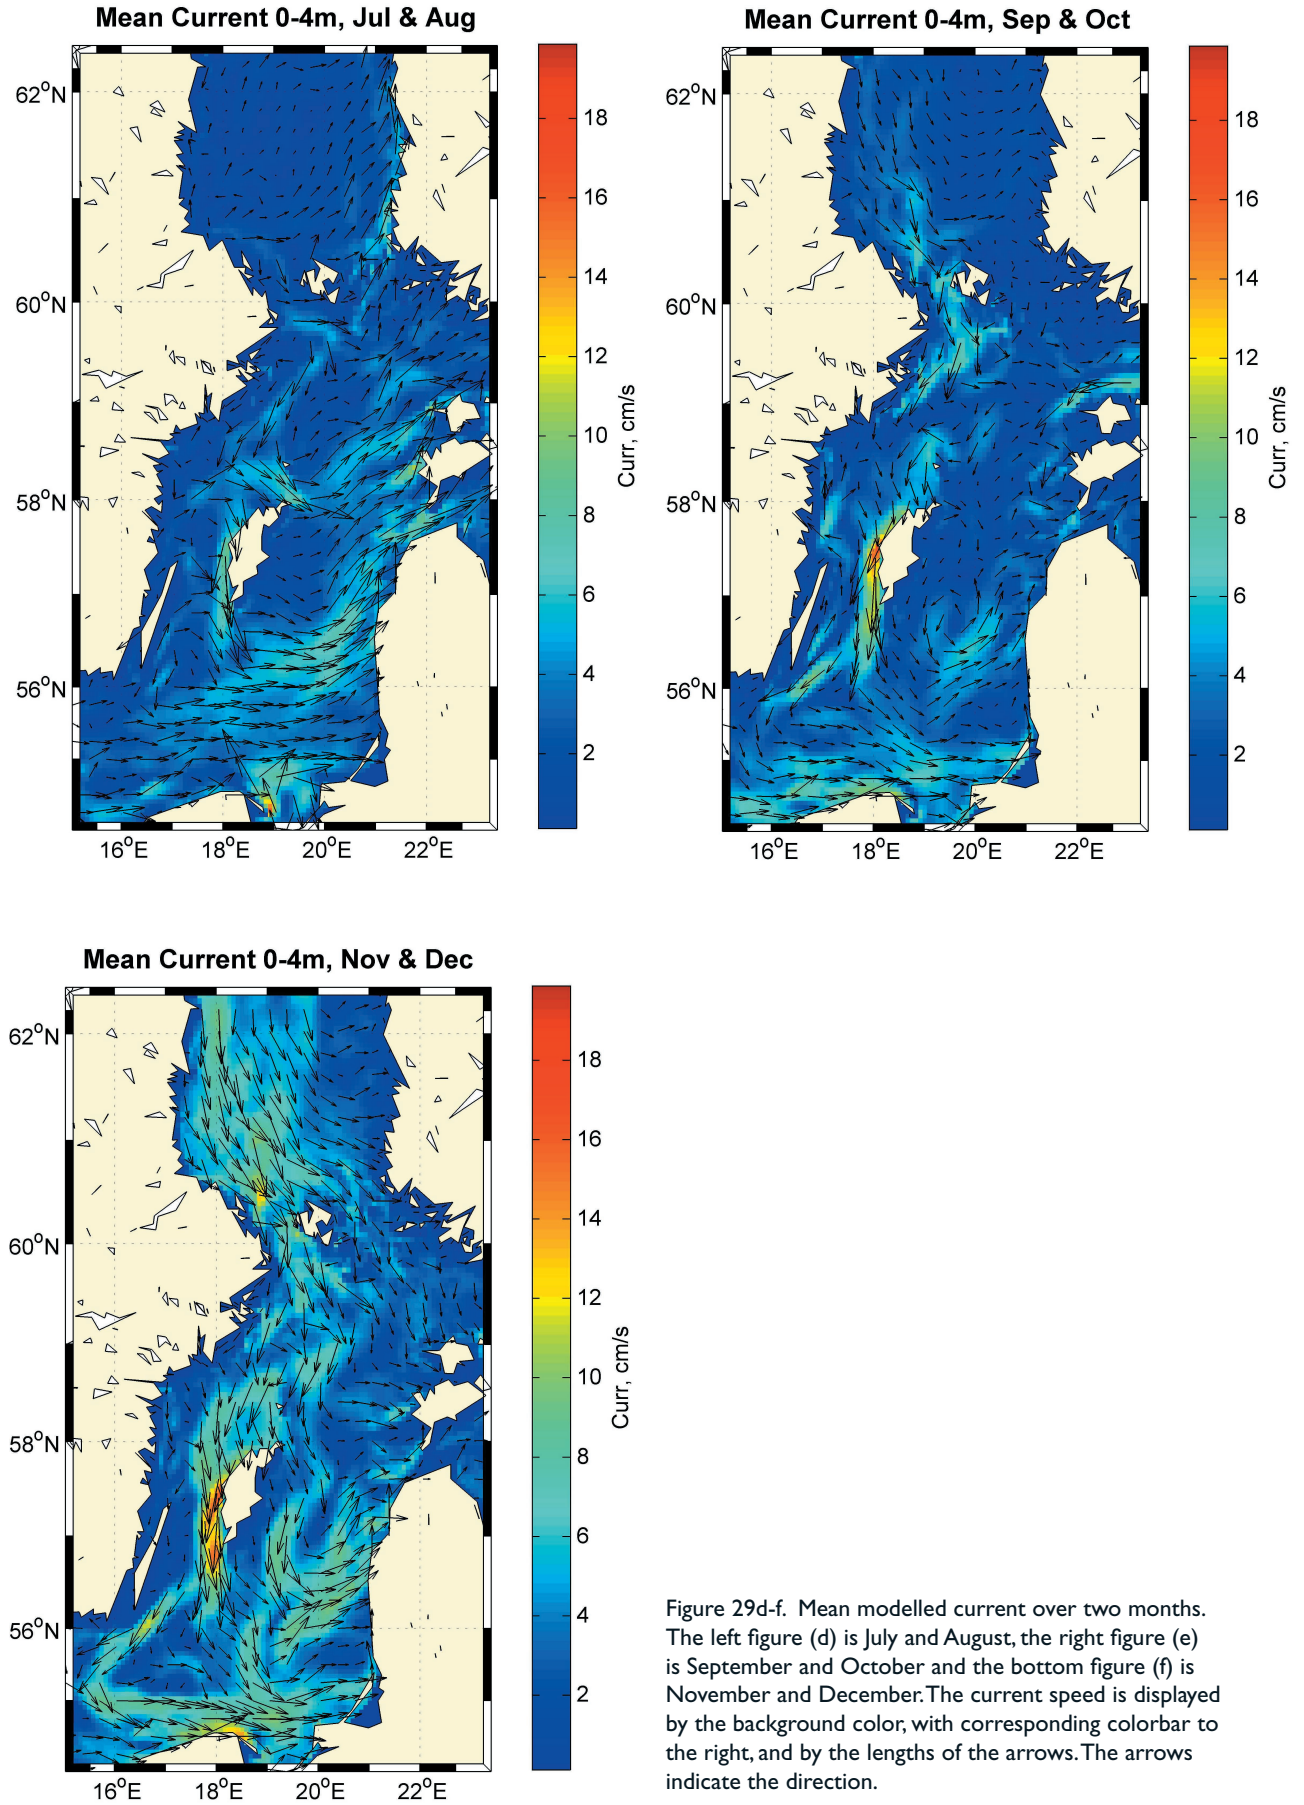 Mean Current 0-4m, Jul & Aug
62°N
60°N
58°N
56°N
16°E 18°E 20°E 22°E
18
16
14
12
10
8
6
4
2
Curr, cm/s
Mean Current 0-4m, Sep & Oct
62°N
60°N
58°N
56°N
16°E 18°E 20°E 22°E
18
16
14
12
10
8
6
4
2
Curr, cm/s
Mean Current 0-4m, Nov & Dec
62°N
60°N
58°N
56°N
16°E 18°E 20°E 22°E
18
16
14
12
10
8
6
4
2
Curr, cm/s
Figure 29d-f. Mean modelled current over two months.
The left figure (d) is July and August, the right figure (e)
is September and October and the bottom figure (f) is
November and December. The current speed is displayed
by the background color, with corresponding colorbar to
the right, and by the lengths of the arrows. The arrows
indicate the direction.